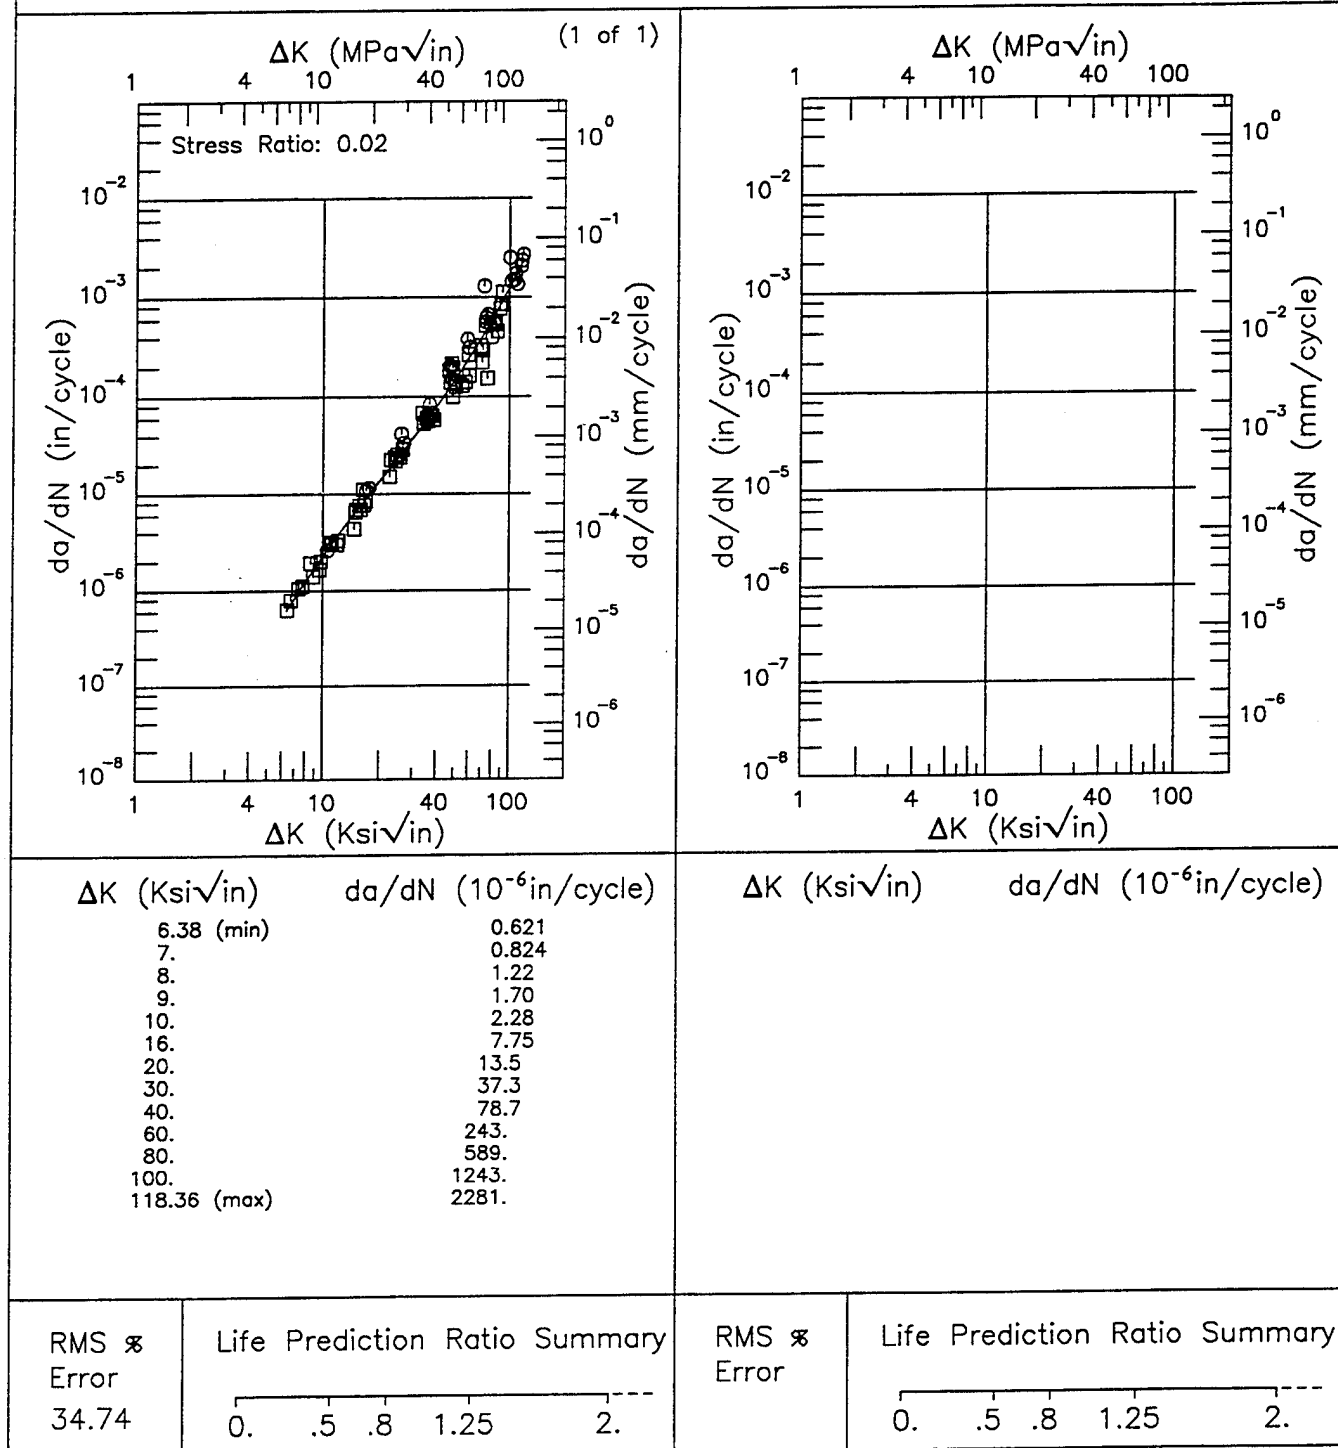 (1 of 1)
ΔK (MPa√in)
1 4 10 40 100
Stress Ratio: 0.02
10⁰
10⁻¹
10⁻²
10⁻³
10⁻⁴
10⁻⁵
10⁻⁶
da/dN (mm/cycle)
10⁻²
10⁻³
10⁻⁴
10⁻⁵
10⁻⁶
10⁻⁷
10⁻⁸
da/dN (in/cycle)
1 4 10 40 100
ΔK (Ksi√in)
ΔK (MPa√in)
1 4 10 40 100
10⁰
10⁻¹
10⁻²
10⁻³
10⁻⁴
10⁻⁵
10⁻⁶
da/dN (mm/cycle)
10⁻²
10⁻³
10⁻⁴
10⁻⁵
10⁻⁶
10⁻⁷
10⁻⁸
da/dN (in/cycle)
1 4 10 40 100
ΔK (Ksi√in)
ΔK (Ksi√in) da/dN (10⁻⁶in/cycle)
6.38 (min) 0.621
7. 0.824
8. 1.22
9. 1.70
10. 2.28
16. 7.75
20. 13.5
30. 37.3
40. 78.7
60. 243.
80. 589.
100. 1243.
118.36 (max) 2281.
ΔK (Ksi√in) da/dN (10⁻⁶in/cycle)
RMS %
Error
34.74
Life Prediction Ratio Summary
0. .5 .8 1.25 2.
RMS %
Error
Life Prediction Ratio Summary
0. .5 .8 1.25 2.